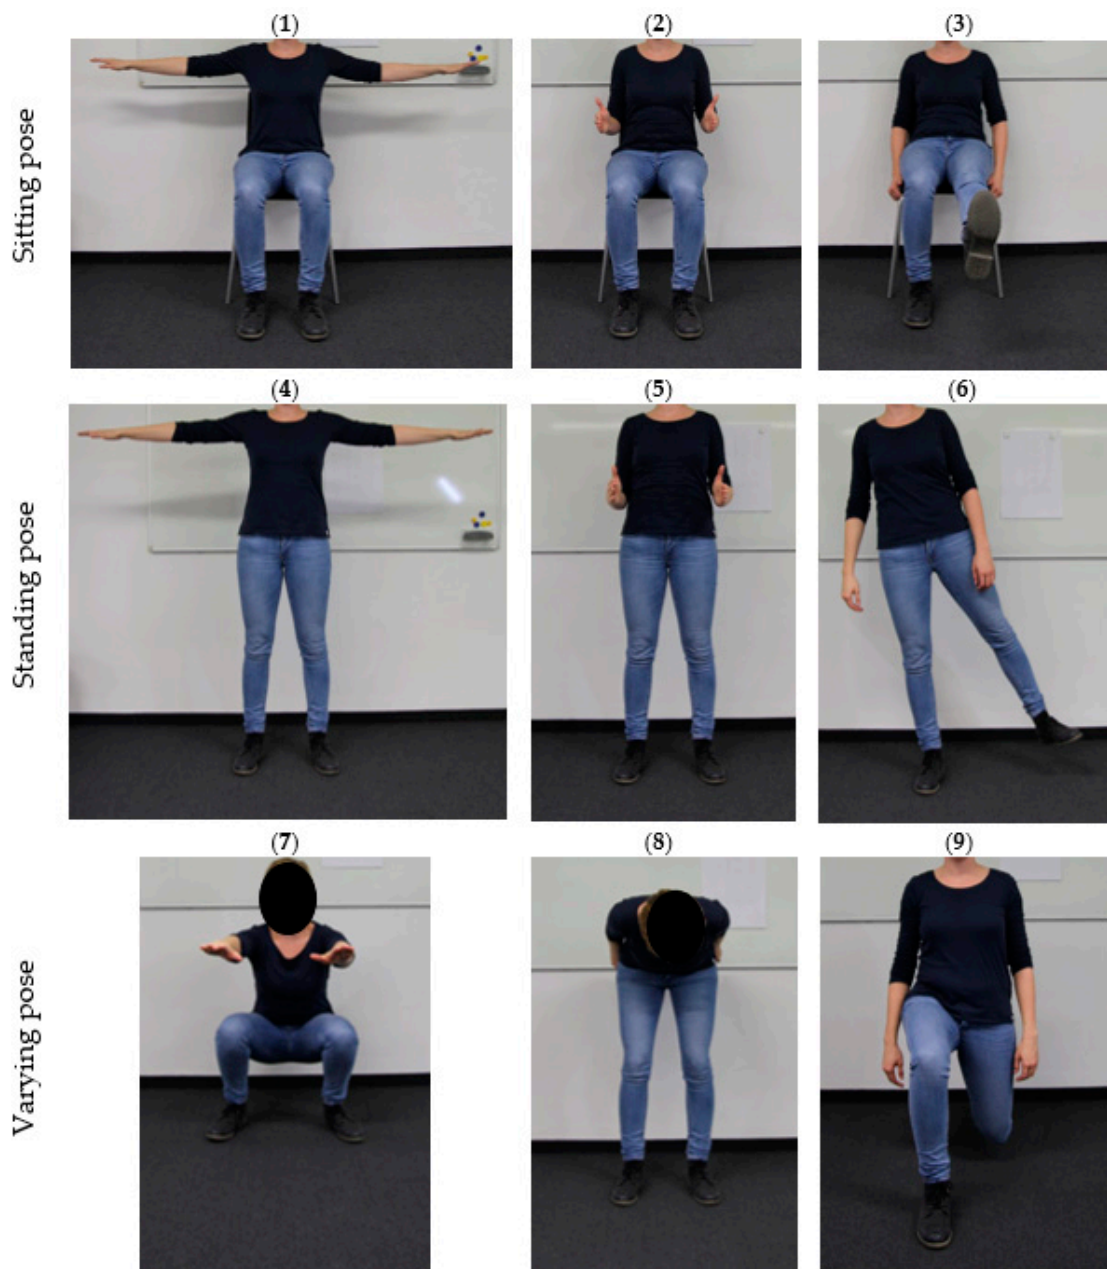 (1) (2) (3)
Sitting pose
(4) (5) (6)
Standing pose
(7) (8) (9)
Varying pose